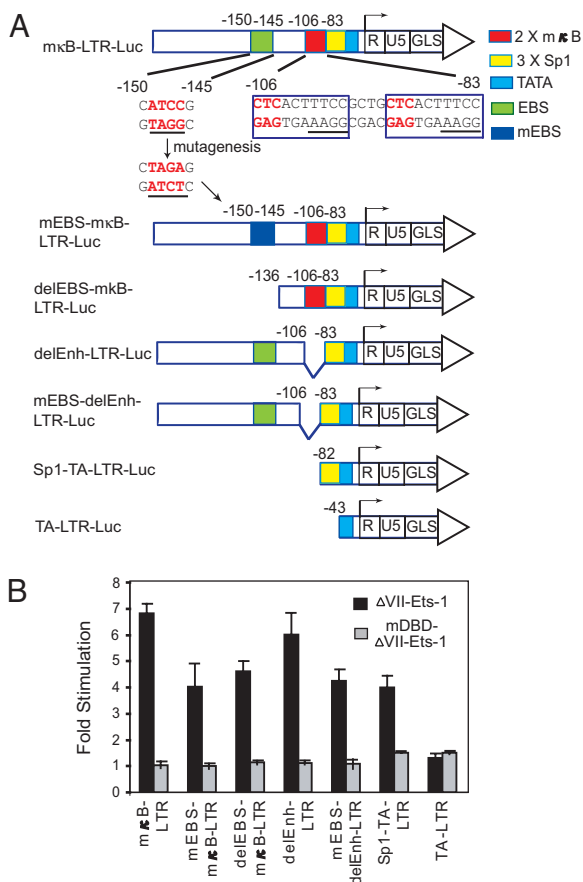 A
mκB-LTR-Luc
-150 -145 -106 -83
R U5 GLS
2 X mκB
3 X Sp1
TATA
EBS
mEBS
-150 -145 -106 -83
CATCCG
GTAGGC
CTCACTTTCCGCTGCTCACTTTCC
GAGTGAAAGGCGACGAGTGAAAGG
mutagenesis
CTAGAG
GATCTC
mEBS-mκB-
LTR-Luc
-150 -145 -106 -83
R U5 GLS
delEBS-mkB-
LTR-Luc
-136 -106 -83
R U5 GLS
delEnh-LTR-Luc
-106 -83
R U5 GLS
mEBS-delEnh-
LTR-Luc
-106 -83
R U5 GLS
Sp1-TA-LTR-Luc
-82
R U5 GLS
TA-LTR-Luc
-43
R U5 GLS
B
Fold Stimulation
8
7
6
5
4
3
2
1
0
ΔVII-Ets-1
mDBD-
ΔVII-Ets-1
mκB-
LTR
mEBS-
mκB-LTR
delEBS-
mκB-LTR
delEnh-
LTR
mEBS-
delEnh-LTR
Sp1-TA-
LTR
TA-LTR